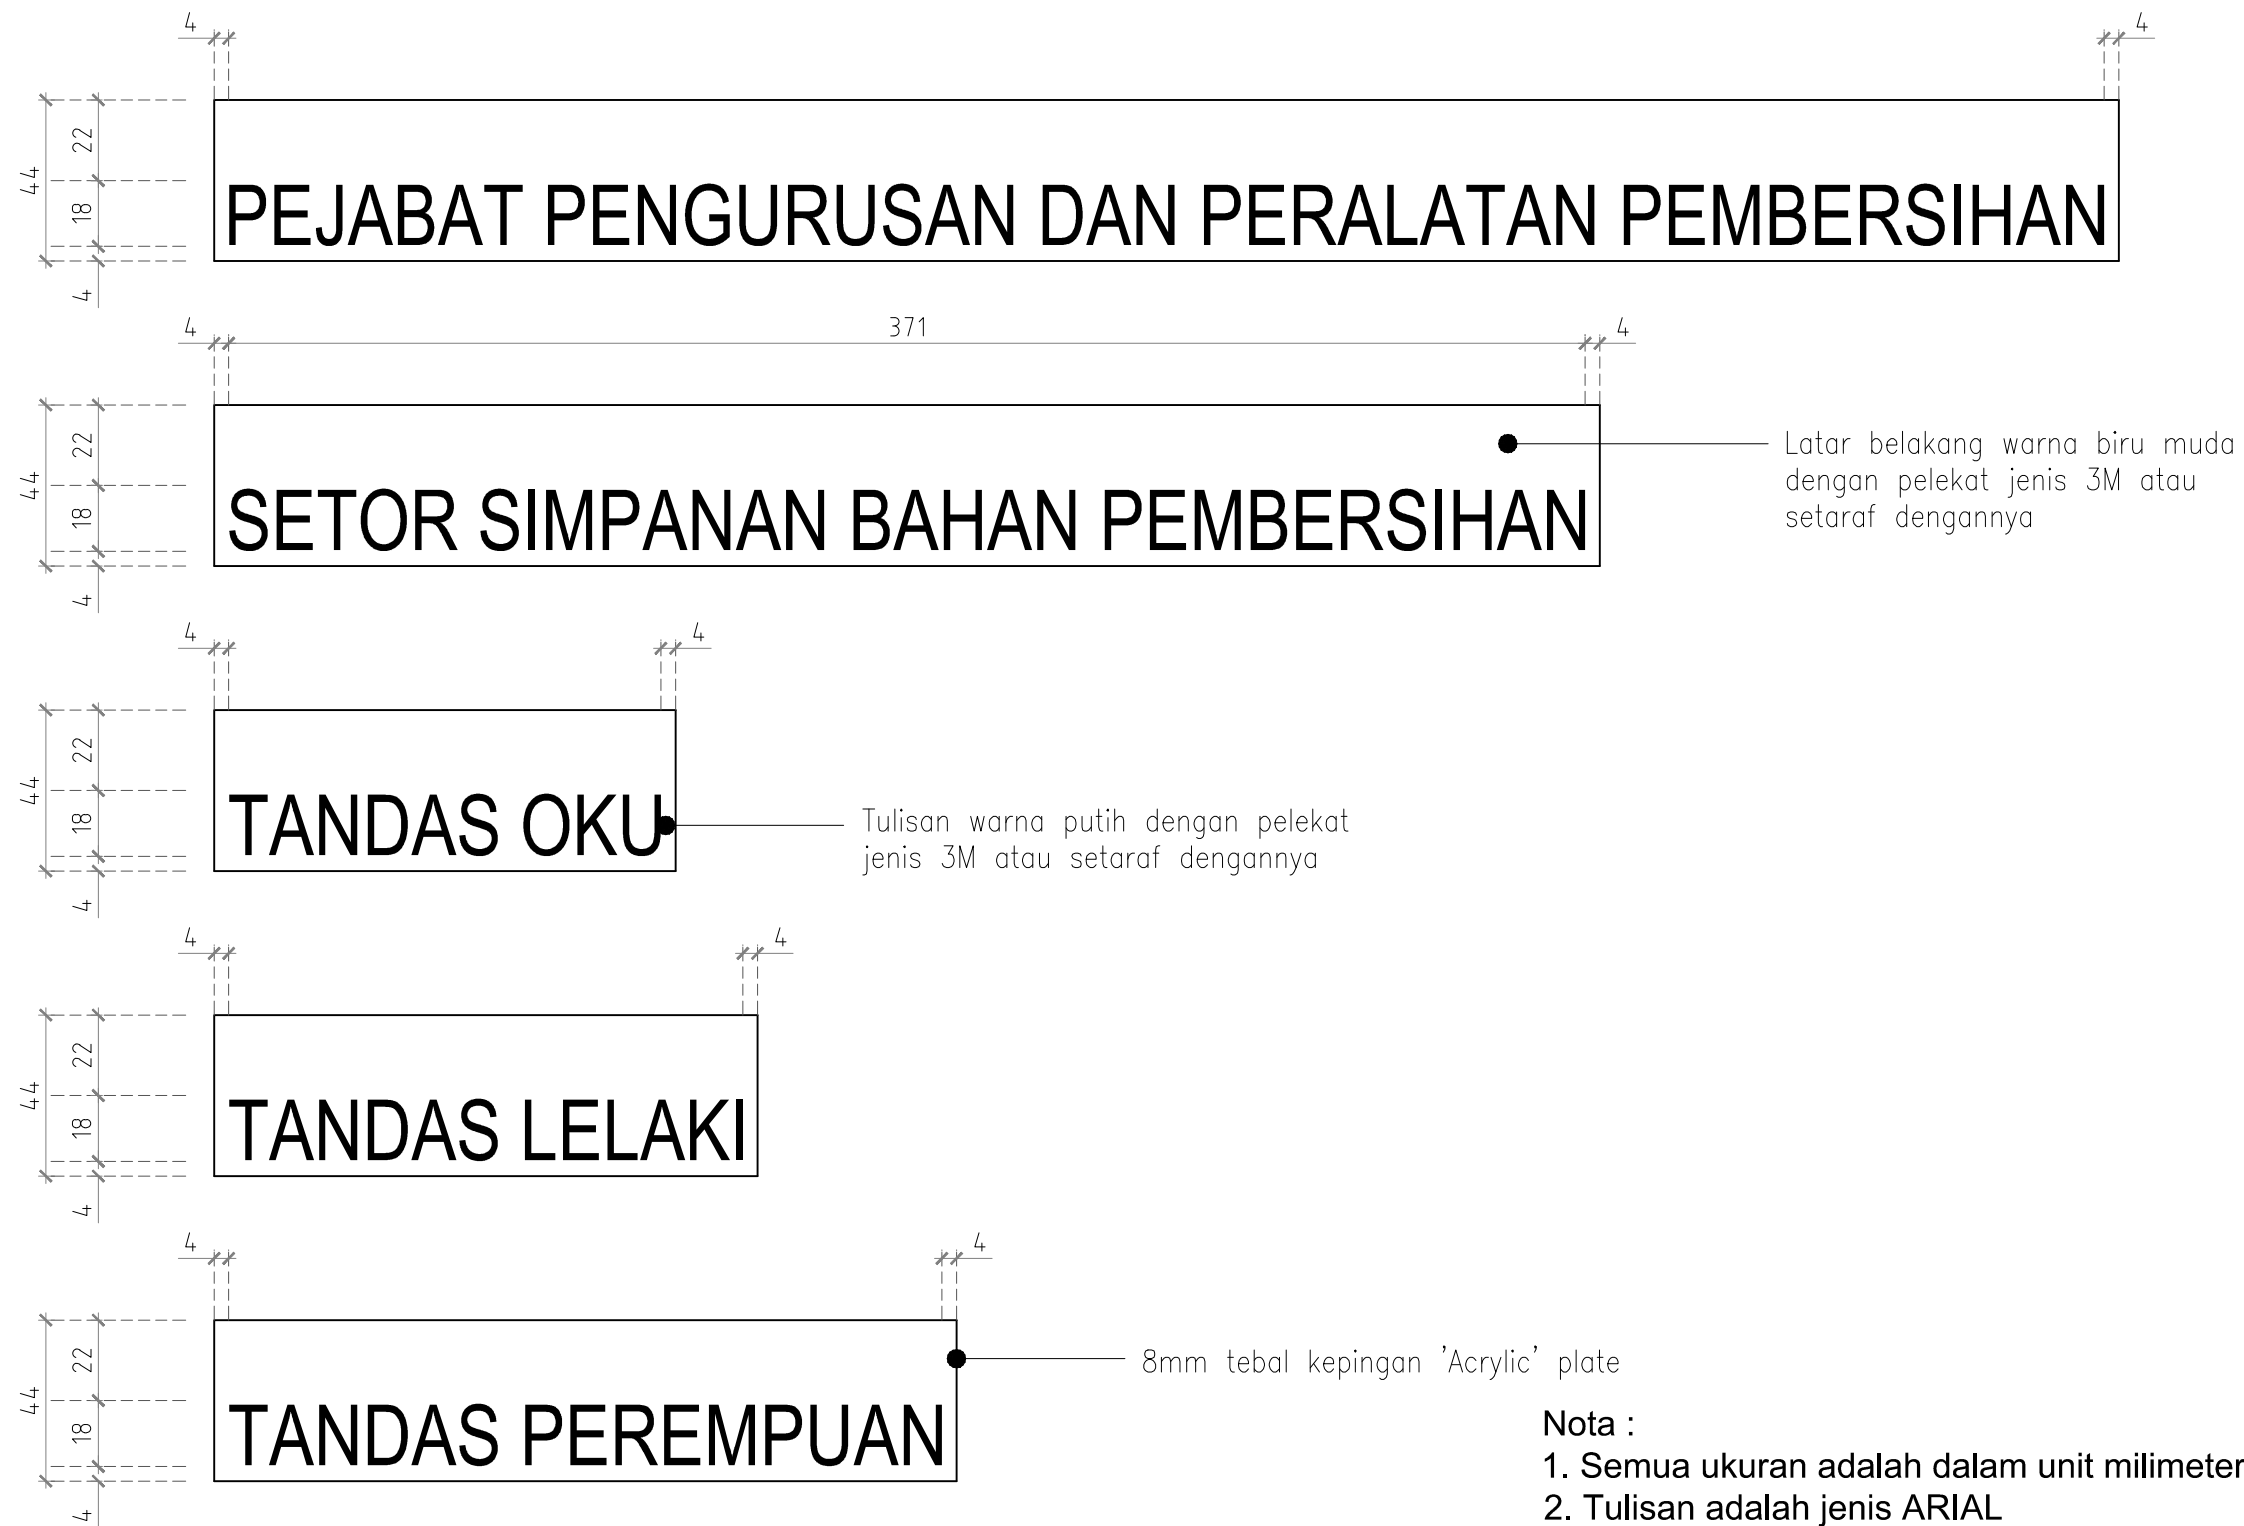 4 4
44 22 18 4
PEJABAT PENGURUSAN DAN PERALATAN PEMBERSIHAN
4 371 4
44 22 18 4
SETOR SIMPANAN BAHAN PEMBERSIHAN
Latar belakang warna biru muda
dengan pelekat jenis 3M atau
setaraf dengannya
4 4
44 22 18 4
TANDAS OKU
Tulisan warna putih dengan pelekat
jenis 3M atau setaraf dengannya
4 4
44 22 18 4
TANDAS LELAKI
4 4
44 22 18 4
TANDAS PEREMPUAN
8mm tebal kepingan 'Acrylic' plate
Nota :
1. Semua ukuran adalah dalam unit milimeter
2. Tulisan adalah jenis ARIAL